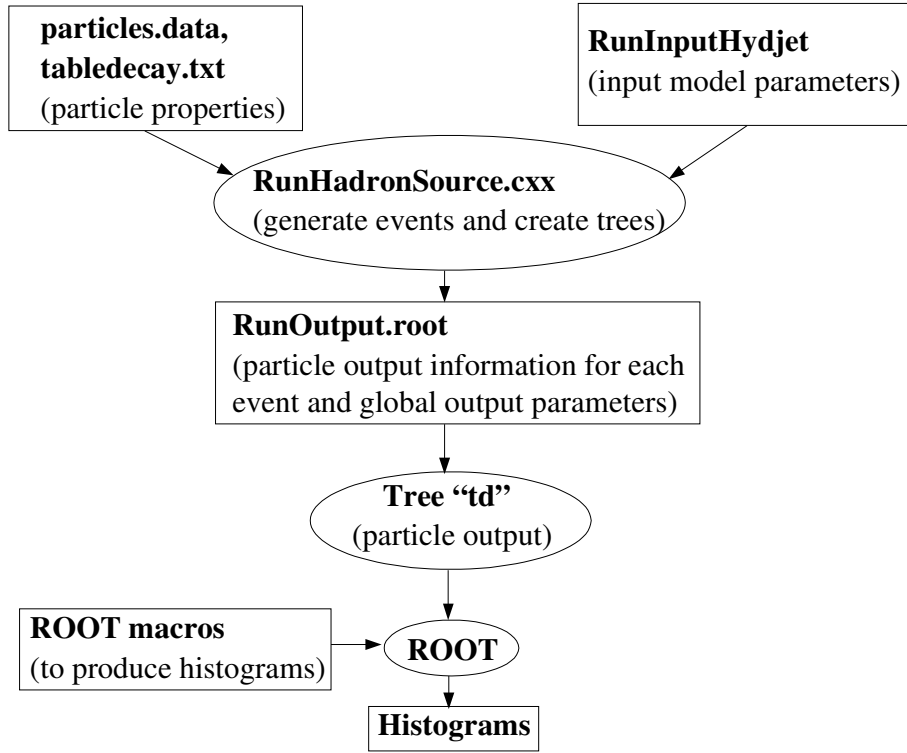 particles.data,
tabledecay.txt
(particle properties)
RunInputHydjet
(input model parameters)
RunHadronSource.cxx
(generate events and create trees)
RunOutput.root
(particle output information for each
event and global output parameters)
Tree “td”
(particle output)
ROOT macros
(to produce histograms)
ROOT
Histograms